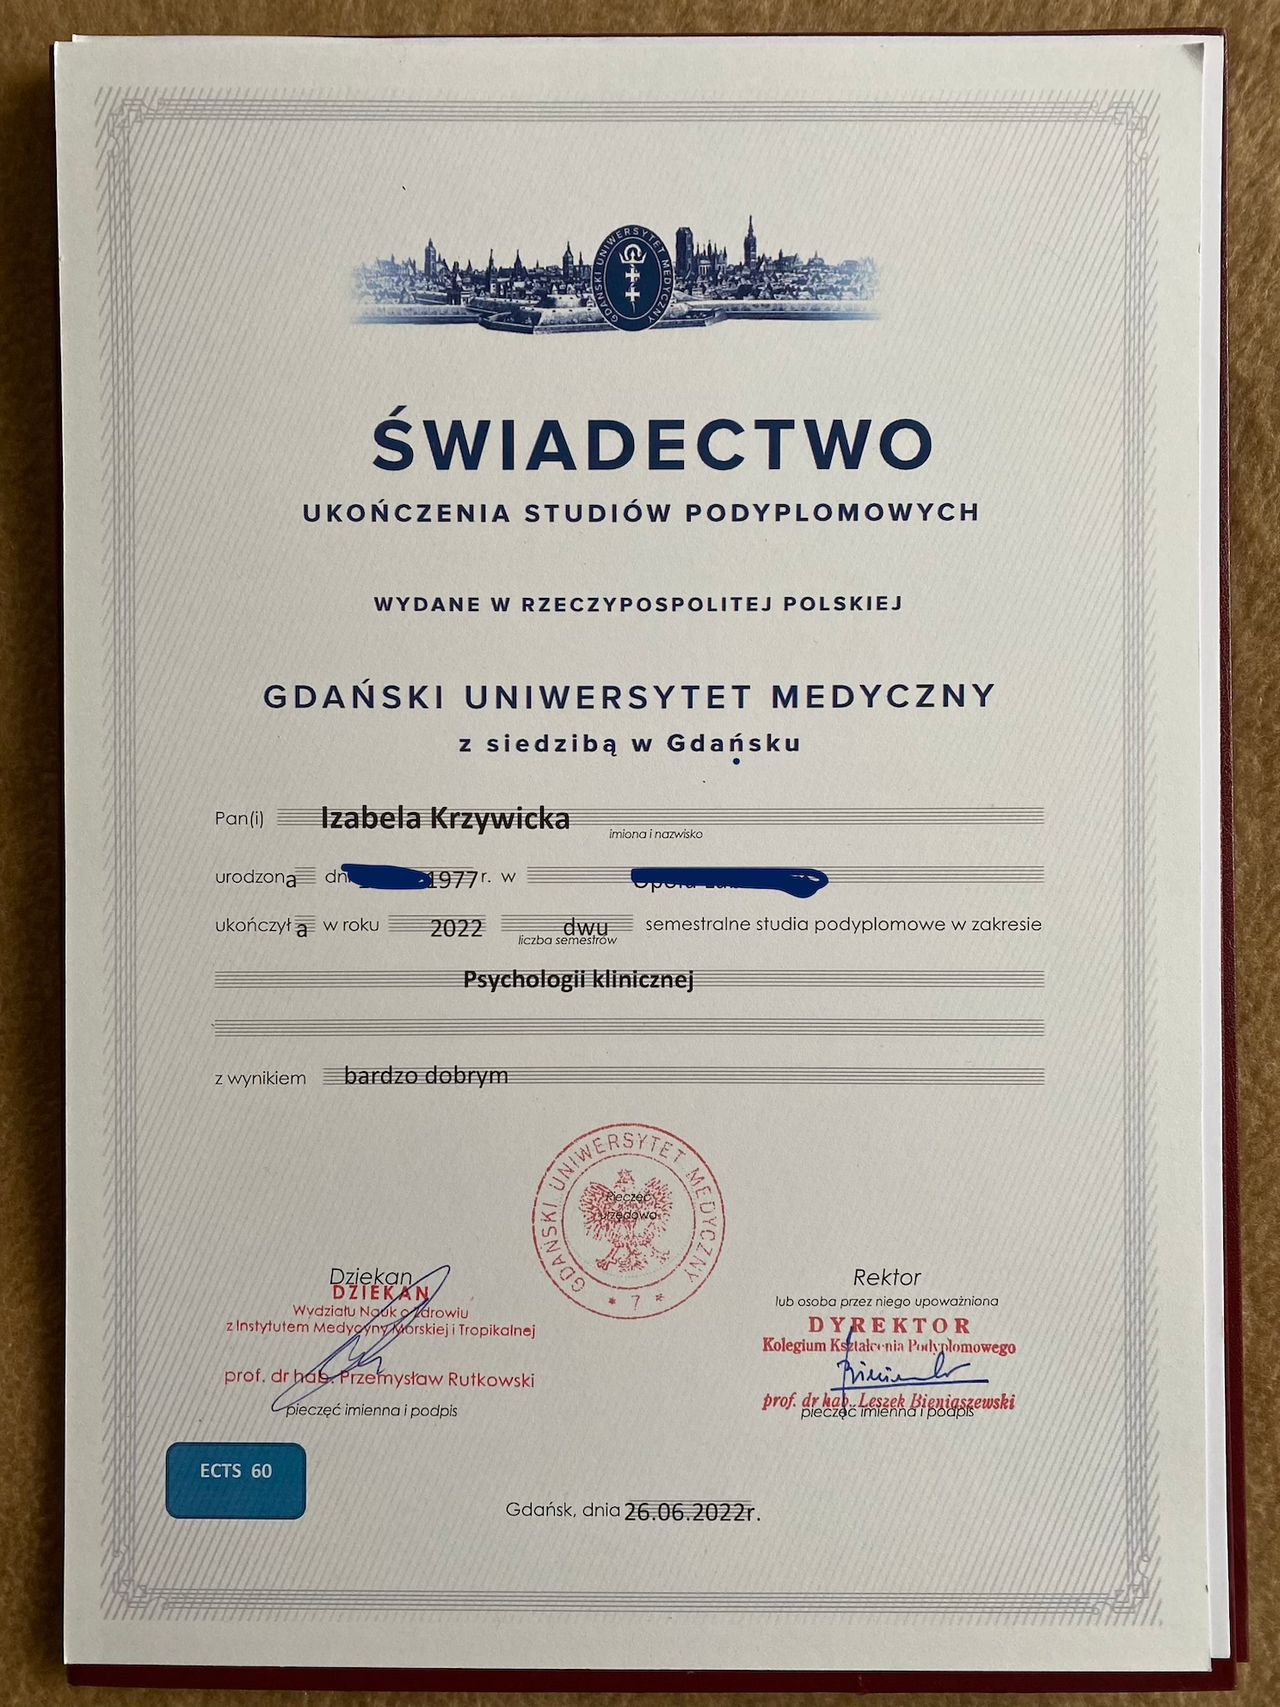 GDAŃSKI UNIWERSYTET MEDYCZNY
ŚWIADECTWO
UKOŃCZENIA STUDIÓW PODYPLOMOWYCH
WYDANE W RZECZYPOSPOLITEJ POLSKIEJ
GDAŃSKI UNIWERSYTET MEDYCZNY
z siedzibą w Gdańsku
Pan(i) Izabela Krzywicka
imiona i nazwisko
urodzona 1977 r. w
ukończyła w roku 2022 dwu semestralne studia podyplomowe w zakresie
liczba semestrów
Psychologii klinicznej
z wynikiem bardzo dobrym
GDAŃSKI UNIWERSYTET MEDYCZNY
* 7 *
Pieczęć
urzędowa
Dziekan
DZIEKAN
Wydziału Nauk o Zdrowiu
z Instytutem Medycyny Morskiej i Tropikalnej
prof. dr hab. Przemysław Rutkowski
pieczęć imienna i podpis
Rektor
lub osoba przez niego upoważniona
DYREKTOR
Kolegium Kształcenia Podyplomowego
prof. dr hab. Leszek Bieniaszewski
pieczęć imienna i podpis
ECTS 60
Gdańsk, dnia 26.06.2022r.